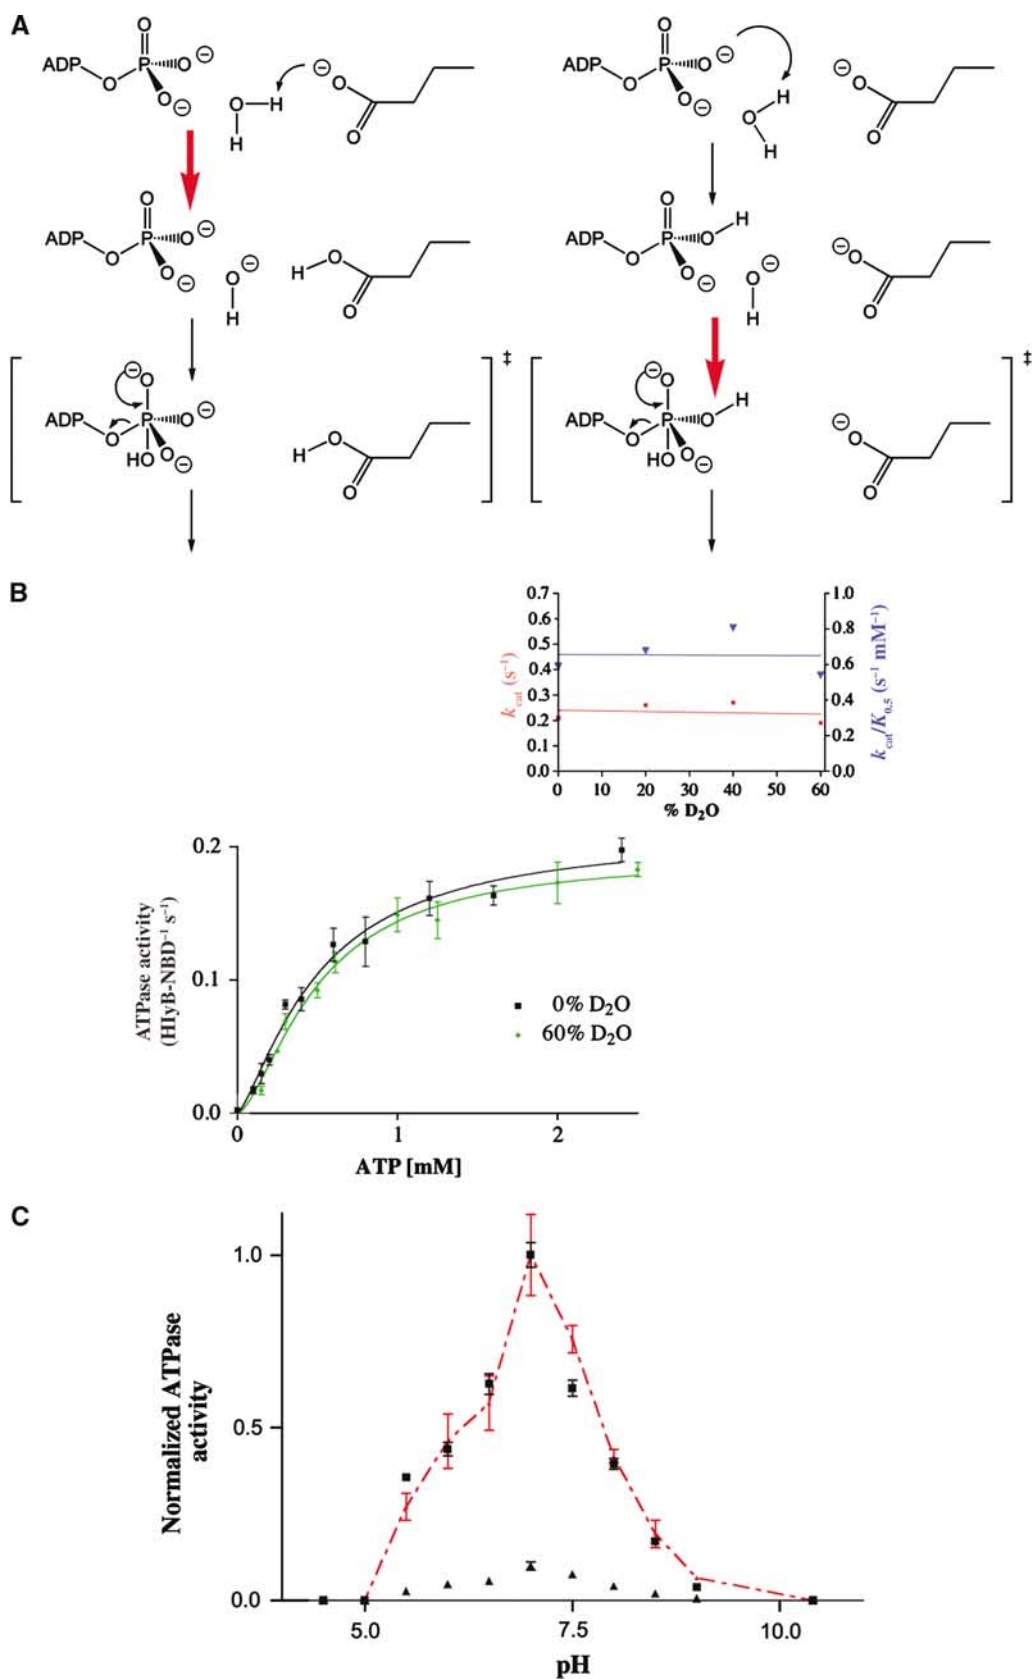 A
O
ADP
P
O
⊖
O
O⊖
O
H
H
⊖
O
O
O
ADP
P
O
⊖
O
O
⊖
H
O
H
⊖
O
O
O
ADP
P
O
⊖
O
O
⊖
O
⊖
H
H
O
O
O
ADP
P
O
H
O
O
⊖
O
⊖
H
⊖
O
O
‡
⊖
O
ADP
P
O
⊖
O
O
⊖
HO
H
O
O
‡
⊖
O
ADP
P
O
H
O
O
⊖
HO
⊖
O
O
B
0.7
0.6
0.5
0.4
0.3
0.2
0.1
0.0
k_cat (s⁻¹)
1.0
0.8
0.6
0.4
0.2
0.0
k_cat/K_0.5 (s⁻¹ mM⁻¹)
0 10 20 30 40 50 60
% D₂O
ATPase activity
(HlyB-NBD⁻¹ s⁻¹)
0.2
0.1
0.0
0% D₂O
60% D₂O
0 1 2
ATP [mM]
C
Normalized ATPase
activity
1.0
0.5
0.0
5.0 7.5 10.0
pH